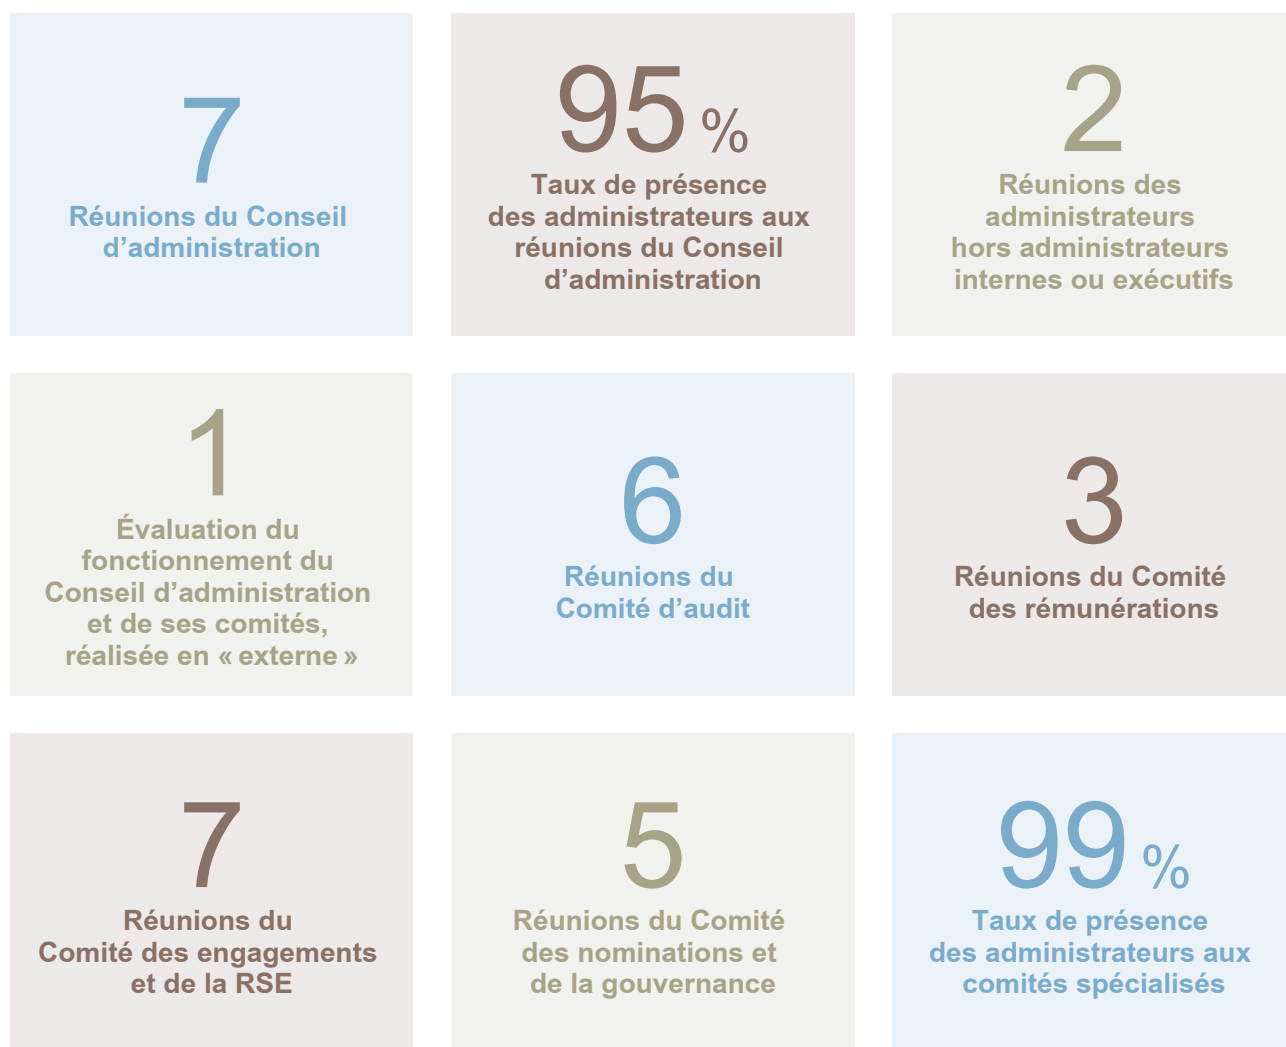 7
Réunions du Conseil
d’administration
95 %
Taux de présence
des administrateurs aux
réunions du Conseil
d’administration
2
Réunions des
administrateurs
hors administrateurs
internes ou exécutifs
1
Évaluation du
fonctionnement du
Conseil d’administration
et de ses comités,
réalisée en « externe »
6
Réunions du
Comité d’audit
3
Réunions du Comité
des rémunérations
7
Réunions du
Comité des engagements
et de la RSE
5
Réunions du Comité
des nominations et
de la gouvernance
99 %
Taux de présence
des administrateurs aux
comités spécialisés